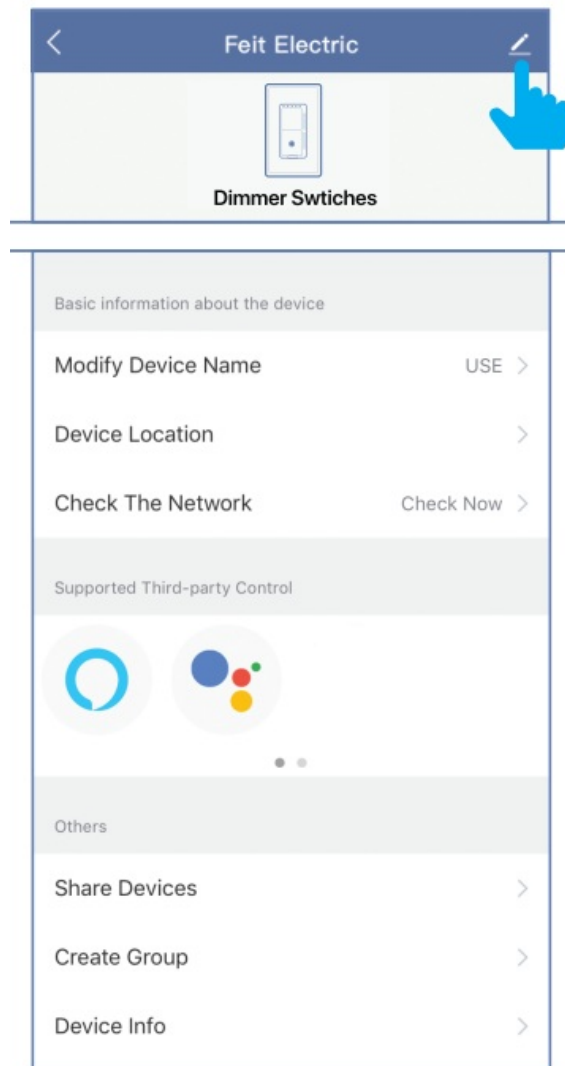 Feit Electric
Dimmer Swtiches
Basic information about the device
Modify Device Name USE
Device Location
Check The Network Check Now
Supported Third-party Control
Others
Share Devices
Create Group
Device Info